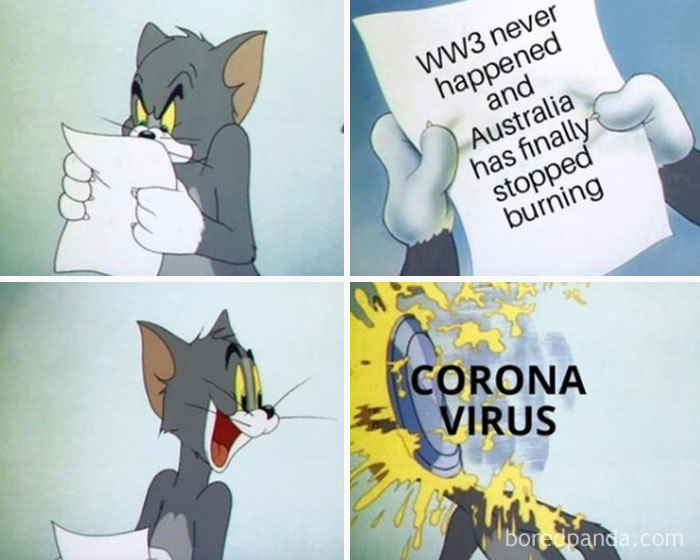 WW3 never
happened
and
Australia
has finally
stopped
burning
CORONA
VIRUS
boredpanda.com